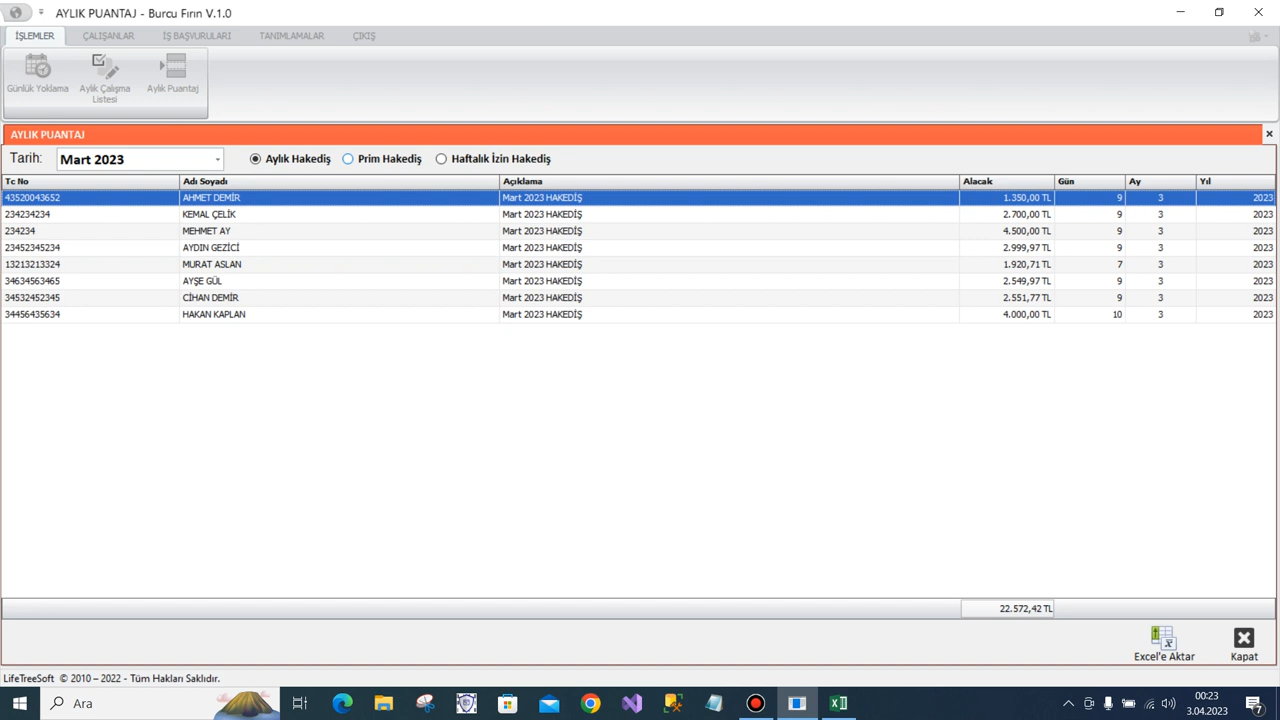 AYLIK PUANTAJ - Burcu Fırın V.1.0
İŞLEMLER ÇALIŞANLAR İŞ BAŞVURULARI TANIMLAMALAR ÇIKIŞ
Günlük Yoklama Aylık Çalışma Listesi Aylık Puantaj
AYLIK PUANTAJ
Tarih: Mart 2023 Aylık Hakediş Prim Hakediş Haftalık İzin Hakediş
Tc No Adı Soyadı Açıklama Alacak Gün Ay Yıl
43520043652 AHMET DEMİR Mart 2023 HAKEDİŞ 1.350,00 TL 9 3 2023
234234234 KEMAL ÇELİK Mart 2023 HAKEDİŞ 2.700,00 TL 9 3 2023
234234 MEHMET AY Mart 2023 HAKEDİŞ 4.500,00 TL 9 3 2023
23452345234 AYDIN GEZİCİ Mart 2023 HAKEDİŞ 2.999,97 TL 9 3 2023
13213213324 MURAT ASLAN Mart 2023 HAKEDİŞ 1.920,71 TL 7 3 2023
34634563465 AYŞE GÜL Mart 2023 HAKEDİŞ 2.549,97 TL 9 3 2023
34532452345 CİHAN DEMİR Mart 2023 HAKEDİŞ 2.551,77 TL 9 3 2023
34456435634 HAKAN KAPLAN Mart 2023 HAKEDİŞ 4.000,00 TL 10 3 2023
22.572,42 TL
Excel'e Aktar Kapat
LifeTreeSoft © 2010 – 2022 - Tüm Hakları Saklıdır.
Ara
00:23
3.04.2023
7